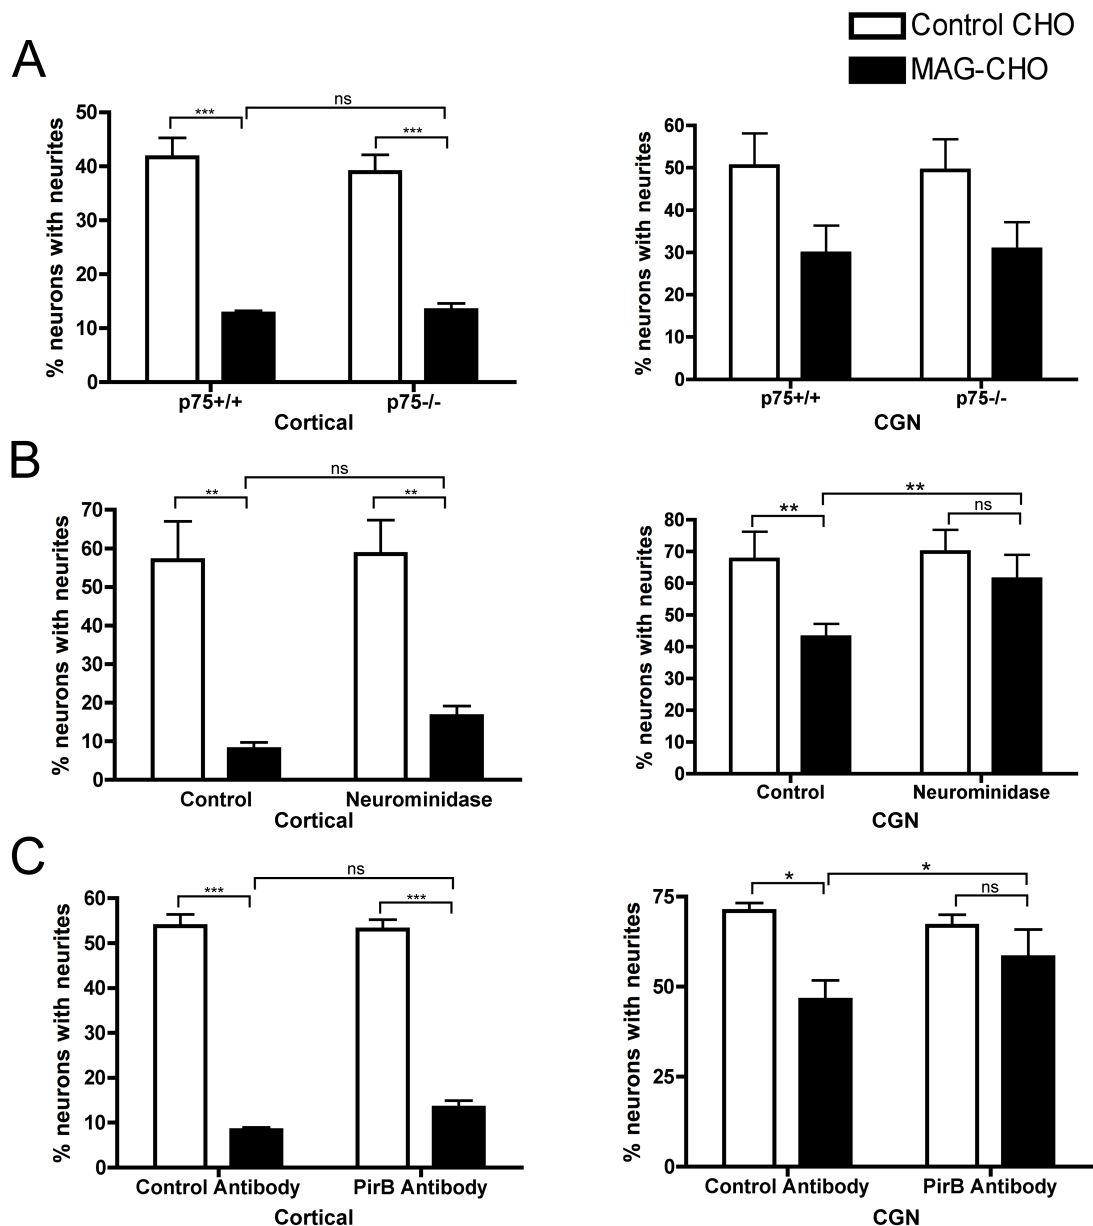 Control CHO
MAG-CHO
A
% neurons with neurites
50
40
30
20
10
0
***
ns
***
p75+/+
p75-/-
Cortical
% neurons with neurites
60
50
40
30
20
10
0
p75+/+
p75-/-
CGN
B
% neurons with neurites
70
60
50
40
30
20
10
0
**
ns
**
Control
Neurominidase
Cortical
% neurons with neurites
80
70
60
50
40
30
20
10
0
**
**
ns
Control
Neurominidase
CGN
C
% neurons with neurites
60
50
40
30
20
10
0
***
ns
***
Control Antibody
PirB Antibody
Cortical
% neurons with neurites
75
50
25
0
*
*
ns
Control Antibody
PirB Antibody
CGN